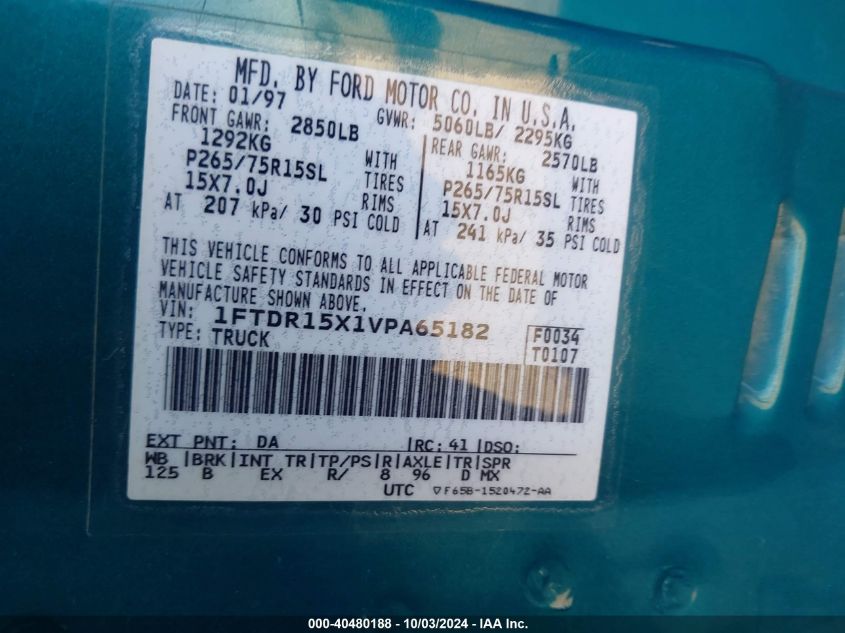 MFD. BY FORD MOTOR CO. IN U.S.A.
DATE: 01/97 GVWR: 5060LB/ 2295KG
FRONT GAWR: 2850LB REAR GAWR: 2570LB
1292KG WITH 1165KG WITH
P265/75R15SL TIRES P265/75R15SL TIRES
15X7.0J RIMS 15X7.0J RIMS
AT 207 kPa/ 30 PSI COLD AT 241 kPa/ 35 PSI COLD
THIS VEHICLE CONFORMS TO ALL APPLICABLE FEDERAL MOTOR
VEHICLE SAFETY STANDARDS IN EFFECT ON THE DATE OF
MANUFACTURE SHOWN ABOVE.
VIN: 1FTDR15X1VPA65182 F0034
TYPE: TRUCK T0107
EXT PNT: DA |RC: 41 |DSO:
WB |BRK|INT TR|TP/PS|R|AXLE|TR|SPR
125 B EX R/ 8 96 D MX
UTC ▽F65B-1520472-AA
000-40480188 - 10/03/2024 - IAA Inc.